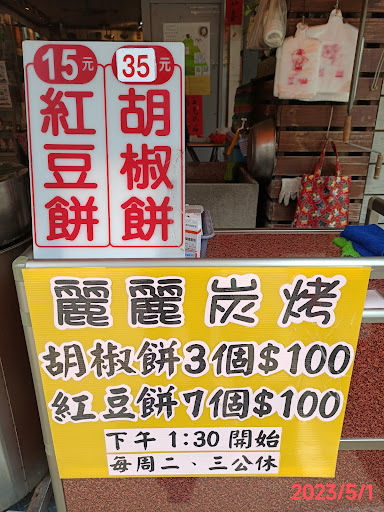 15元
紅豆餅
35元
胡椒餅
麗麗炭烤
胡椒餅3個$100
紅豆餅7個$100
下午 1:30 開始
每周二、三公休
2023/5/1